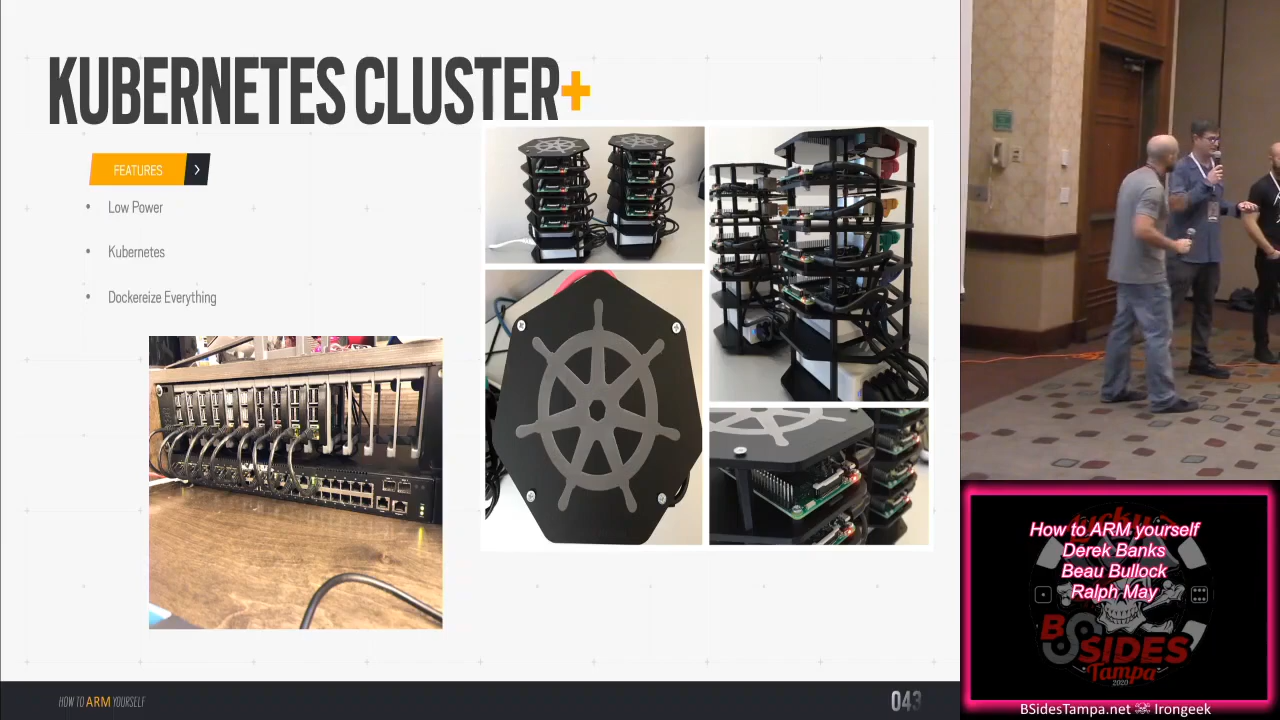 KUBERNETES CLUSTER+
FEATURES
• Low Power
• Kubernetes
• Dockereize Everything
HOW TO ARM YOURSELF
043
How to ARM yourself
Derek Banks
Beau Bullock
Ralph May
BSIDES
Tampa
2020
BSidesTampa.net Irongeek